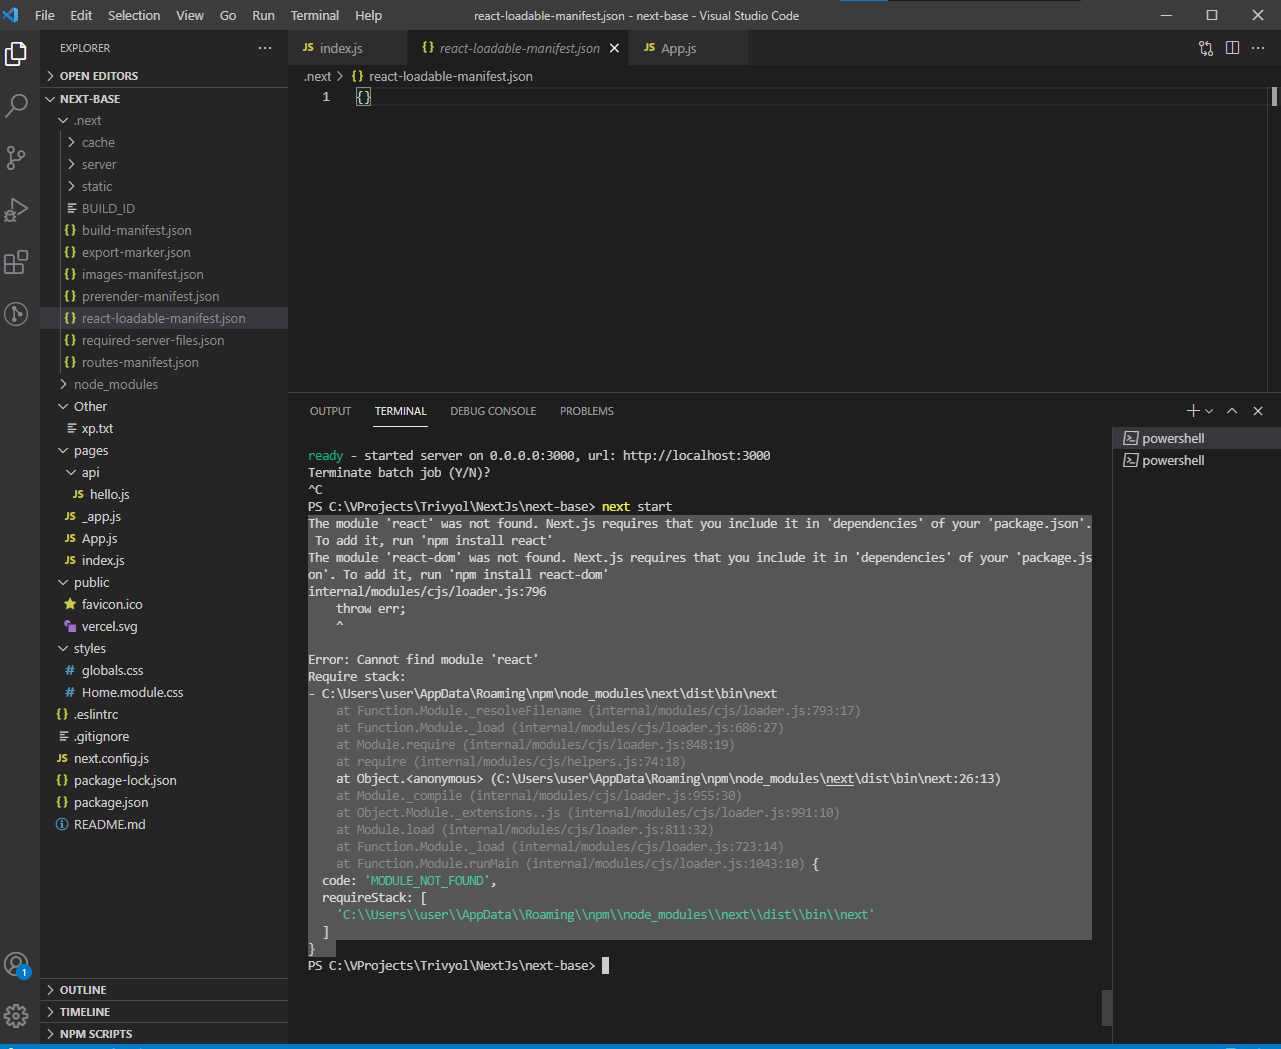 File Edit Selection View Go Run Terminal Help
react-loadable-manifest.json - next-base - Visual Studio Code
EXPLORER
OPEN EDITORS
NEXT-BASE
.next
cache
server
static
BUILD_ID
build-manifest.json
export-marker.json
images-manifest.json
prerender-manifest.json
react-loadable-manifest.json
required-server-files.json
routes-manifest.json
node_modules
Other
xp.txt
pages
api
JS hello.js
JS _app.js
JS App.js
JS index.js
public
favicon.ico
vercel.svg
styles
# globals.css
# Home.module.css
{} .eslintrc
.gitignore
JS next.config.js
{} package-lock.json
{} package.json
README.md
1
OUTLINE
TIMELINE
NPM SCRIPTS
JS index.js
{} react-loadable-manifest.json
JS App.js
.next > {} react-loadable-manifest.json
1 {}
OUTPUT TERMINAL DEBUG CONSOLE PROBLEMS
powershell
powershell
ready - started server on 0.0.0.0:3000, url: http://localhost:3000
Terminate batch job (Y/N)?
^C
PS C:\VProjects\Trivyol\NextJs\next-base> next start
The module 'react' was not found. Next.js requires that you include it in 'dependencies' of your 'package.json'.
To add it, run 'npm install react'
The module 'react-dom' was not found. Next.js requires that you include it in 'dependencies' of your 'package.js
on'. To add it, run 'npm install react-dom'
internal/modules/cjs/loader.js:796
throw err;
^
Error: Cannot find module 'react'
Require stack:
- C:\Users\user\AppData\Roaming\npm\node_modules\next\dist\bin\next
at Function.Module._resolveFilename (internal/modules/cjs/loader.js:793:17)
at Function.Module._load (internal/modules/cjs/loader.js:686:27)
at Module.require (internal/modules/cjs/loader.js:848:19)
at require (internal/modules/cjs/helpers.js:74:18)
at Object.<anonymous> (C:\Users\user\AppData\Roaming\npm\node_modules\next\dist\bin\next:26:13)
at Module._compile (internal/modules/cjs/loader.js:955:30)
at Object.Module._extensions..js (internal/modules/cjs/loader.js:991:10)
at Module.load (internal/modules/cjs/loader.js:811:32)
at Function.Module._load (internal/modules/cjs/loader.js:723:14)
at Function.Module.runMain (internal/modules/cjs/loader.js:1043:10) {
code: 'MODULE_NOT_FOUND',
requireStack: [
'C:\\Users\\user\\AppData\\Roaming\\npm\\node_modules\\next\\dist\\bin\\next'
]
}
PS C:\VProjects\Trivyol\NextJs\next-base>